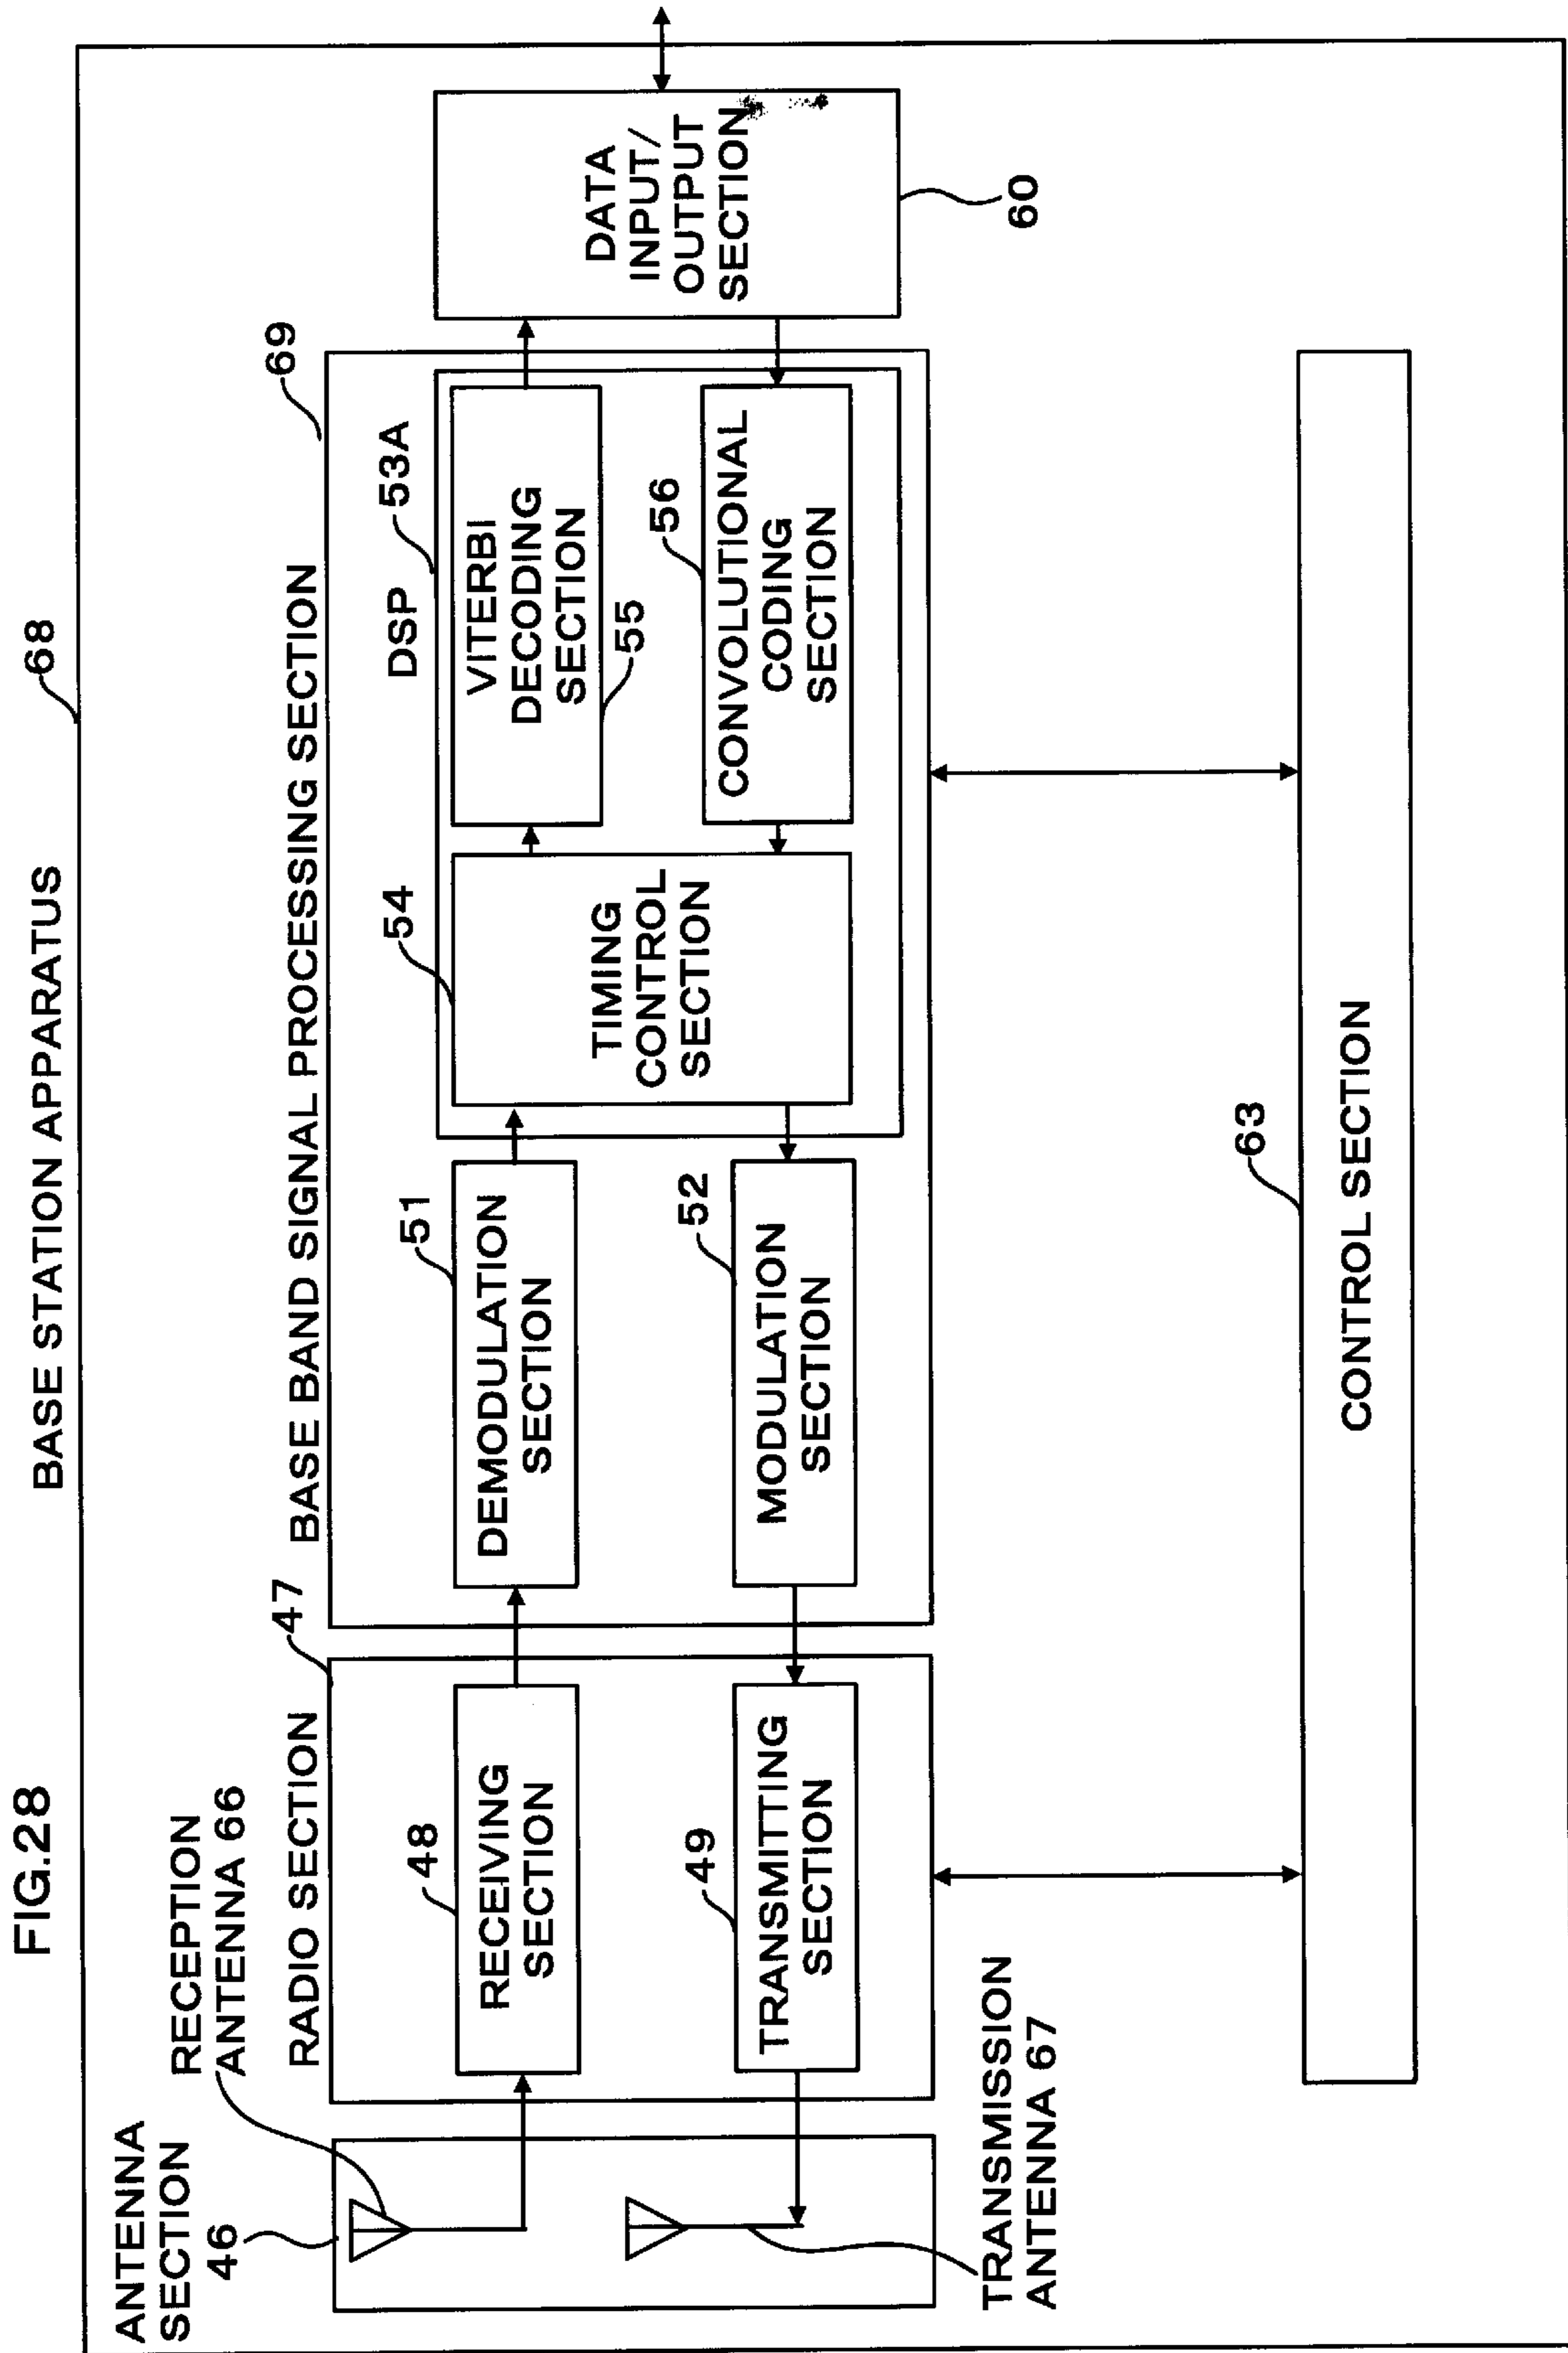 FIG.28
BASE STATION APPARATUS
68
ANTENNA
SECTION
46
RECEPTION
ANTENNA 66
RADIO SECTION
47
BASE BAND SIGNAL PROCESSING SECTION
69
48
RECEIVING
SECTION
51
DEMODULATION
SECTION
54
TIMING
CONTROL
SECTION
DSP
53A
VITERBI
DECODING
SECTION
55
DATA
INPUT/
OUTPUT
SECTION
60
49
TRANSMITTING
SECTION
52
MODULATION
SECTION
56
CONVOLUTIONAL
CODING
SECTION
TRANSMISSION
ANTENNA 67
63
CONTROL SECTION